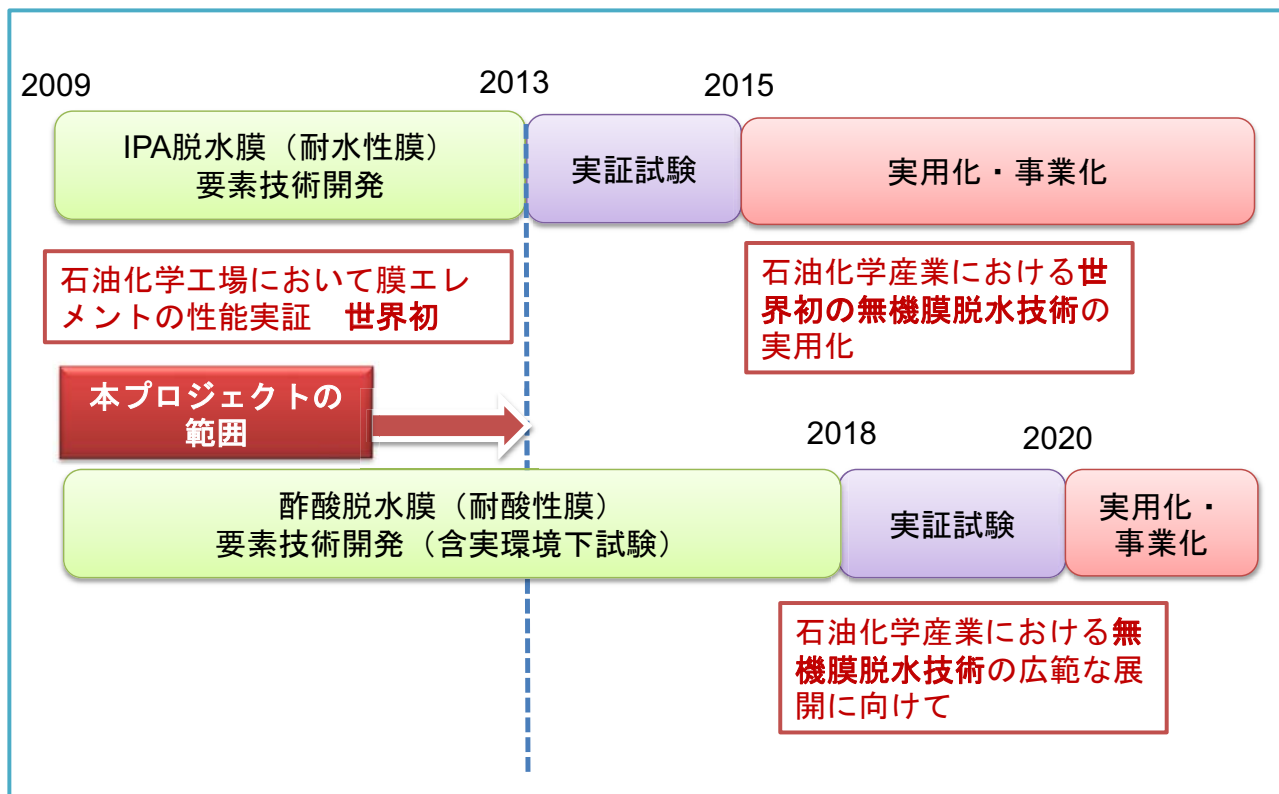 2009
2013
2015
IPA脱水膜（耐水性膜）
要素技術開発
実証試験
実用化・事業化
石油化学工場において膜エレ
メントの性能実証　世界初
石油化学産業における世
界初の無機膜脱水技術の
実用化
本プロジェクトの
範囲
2018
2020
酢酸脱水膜（耐酸性膜）
要素技術開発（含実環境下試験）
実証試験
実用化・
事業化
石油化学産業における無
機膜脱水技術の広範な展
開に向けて